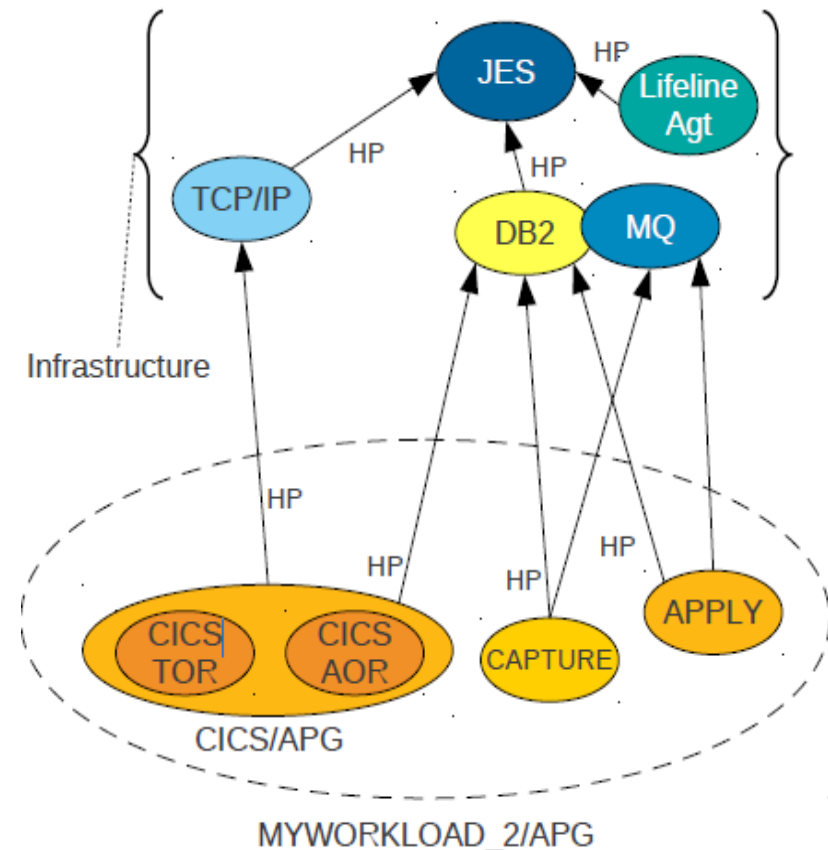 JES
HP
Lifeline
Agt
HP
HP
TCP/IP
DB2
MQ
Infrastructure
HP
HP
HP
HP
CICS
TOR
CICS
AOR
CAPTURE
APPLY
CICS/APG
MYWORKLOAD_2/APG